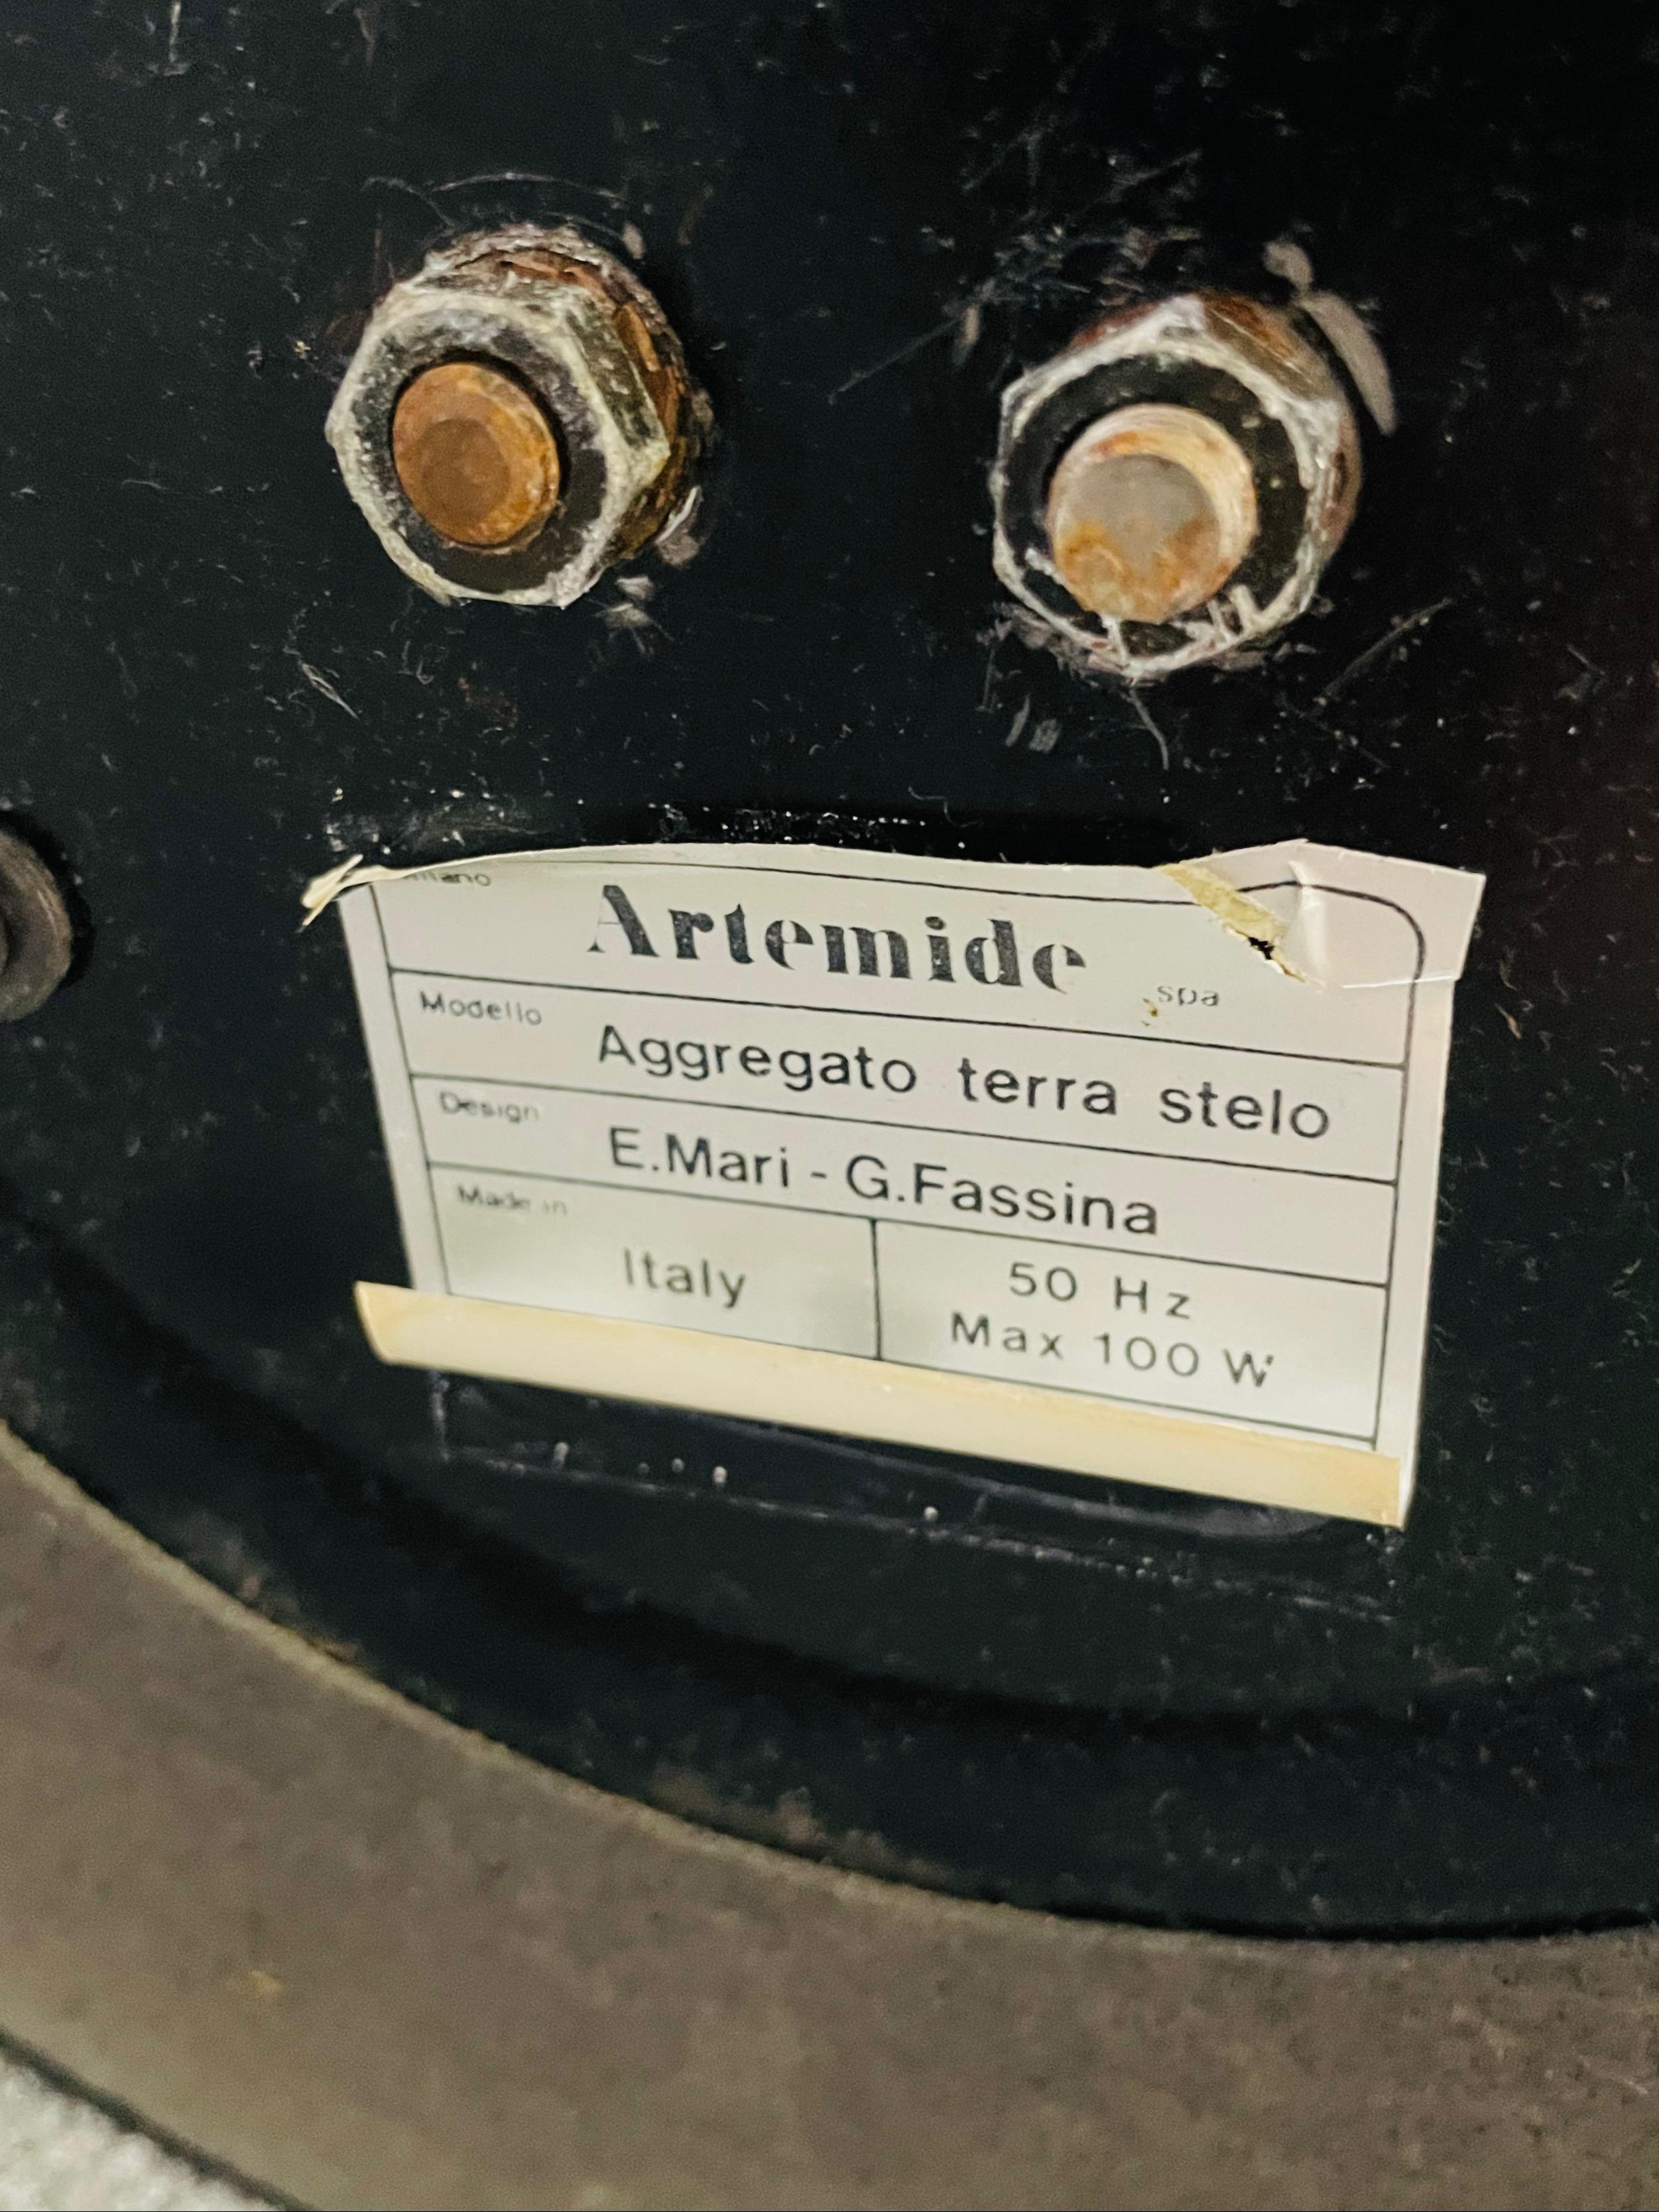 Artemide spa
Modello Aggregato terra stelo
Design E.Mari - G.Fassina
Made in
Italy
50 Hz
Max 100 W